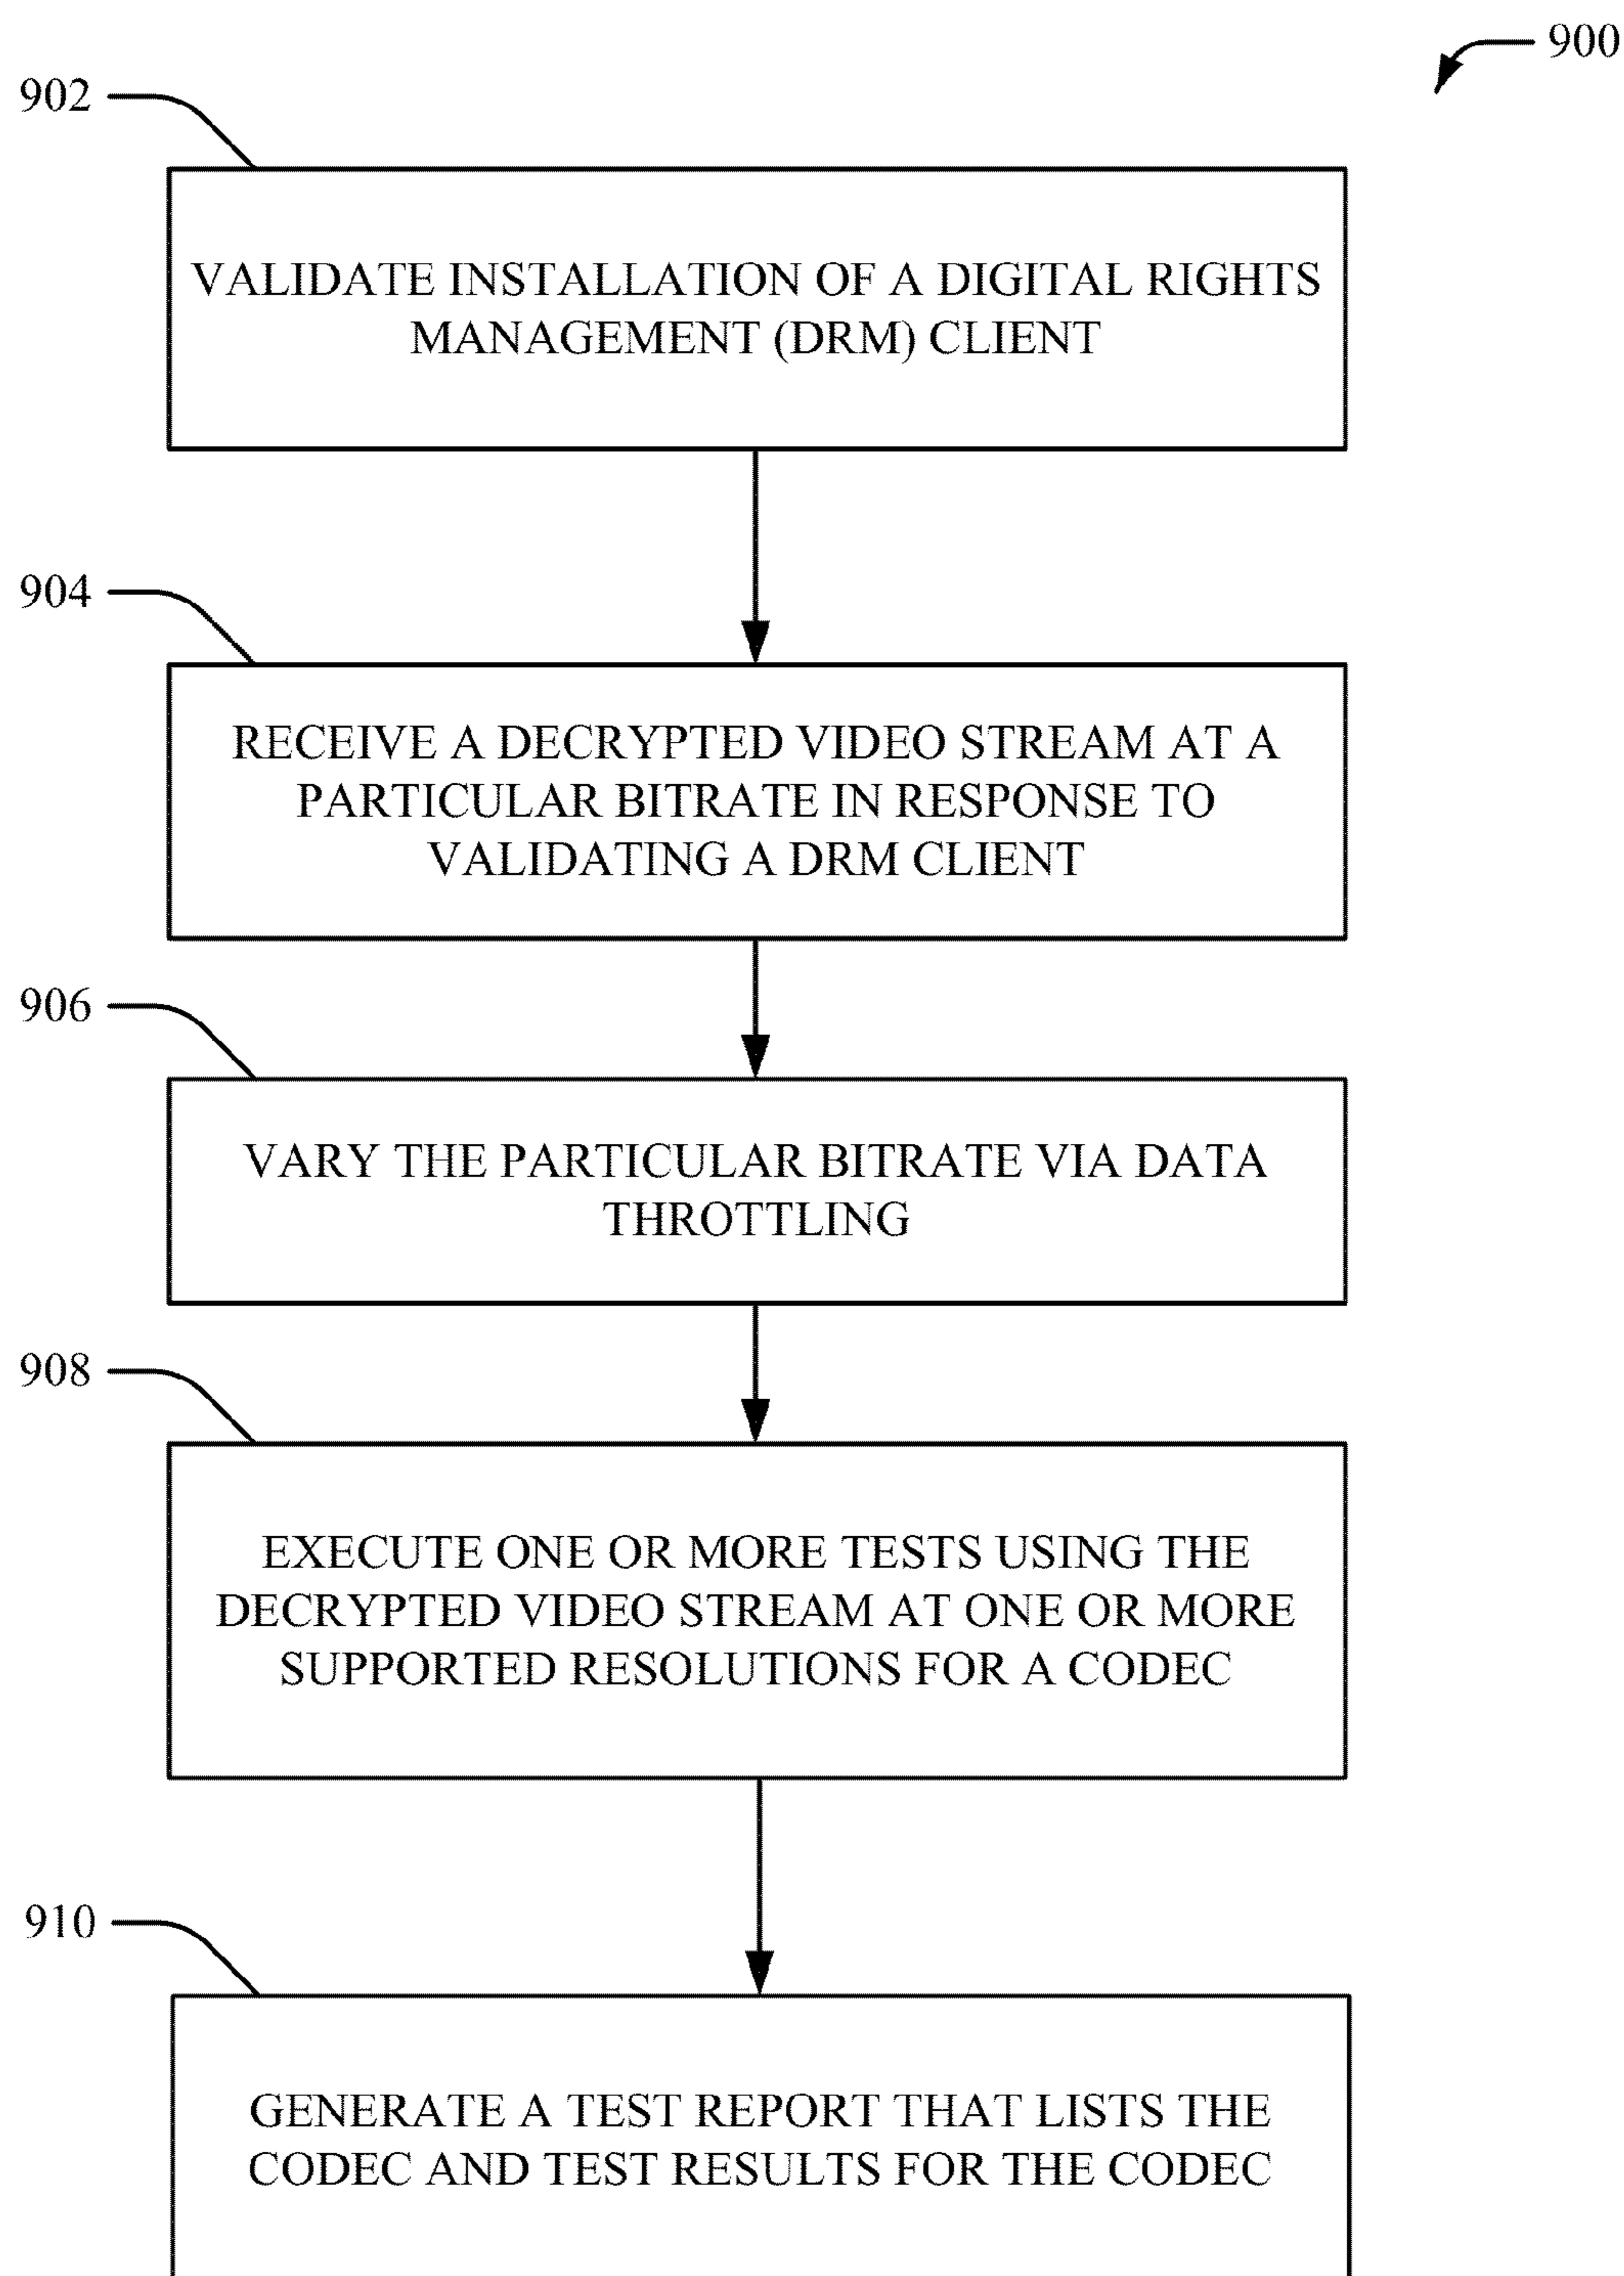 900
902
VALIDATE INSTALLATION OF A DIGITAL RIGHTS
MANAGEMENT (DRM) CLIENT
904
RECEIVE A DECRYPTED VIDEO STREAM AT A
PARTICULAR BITRATE IN RESPONSE TO
VALIDATING A DRM CLIENT
906
VARY THE PARTICULAR BITRATE VIA DATA
THROTTLING
908
EXECUTE ONE OR MORE TESTS USING THE
DECRYPTED VIDEO STREAM AT ONE OR MORE
SUPPORTED RESOLUTIONS FOR A CODEC
910
GENERATE A TEST REPORT THAT LISTS THE
CODEC AND TEST RESULTS FOR THE CODEC